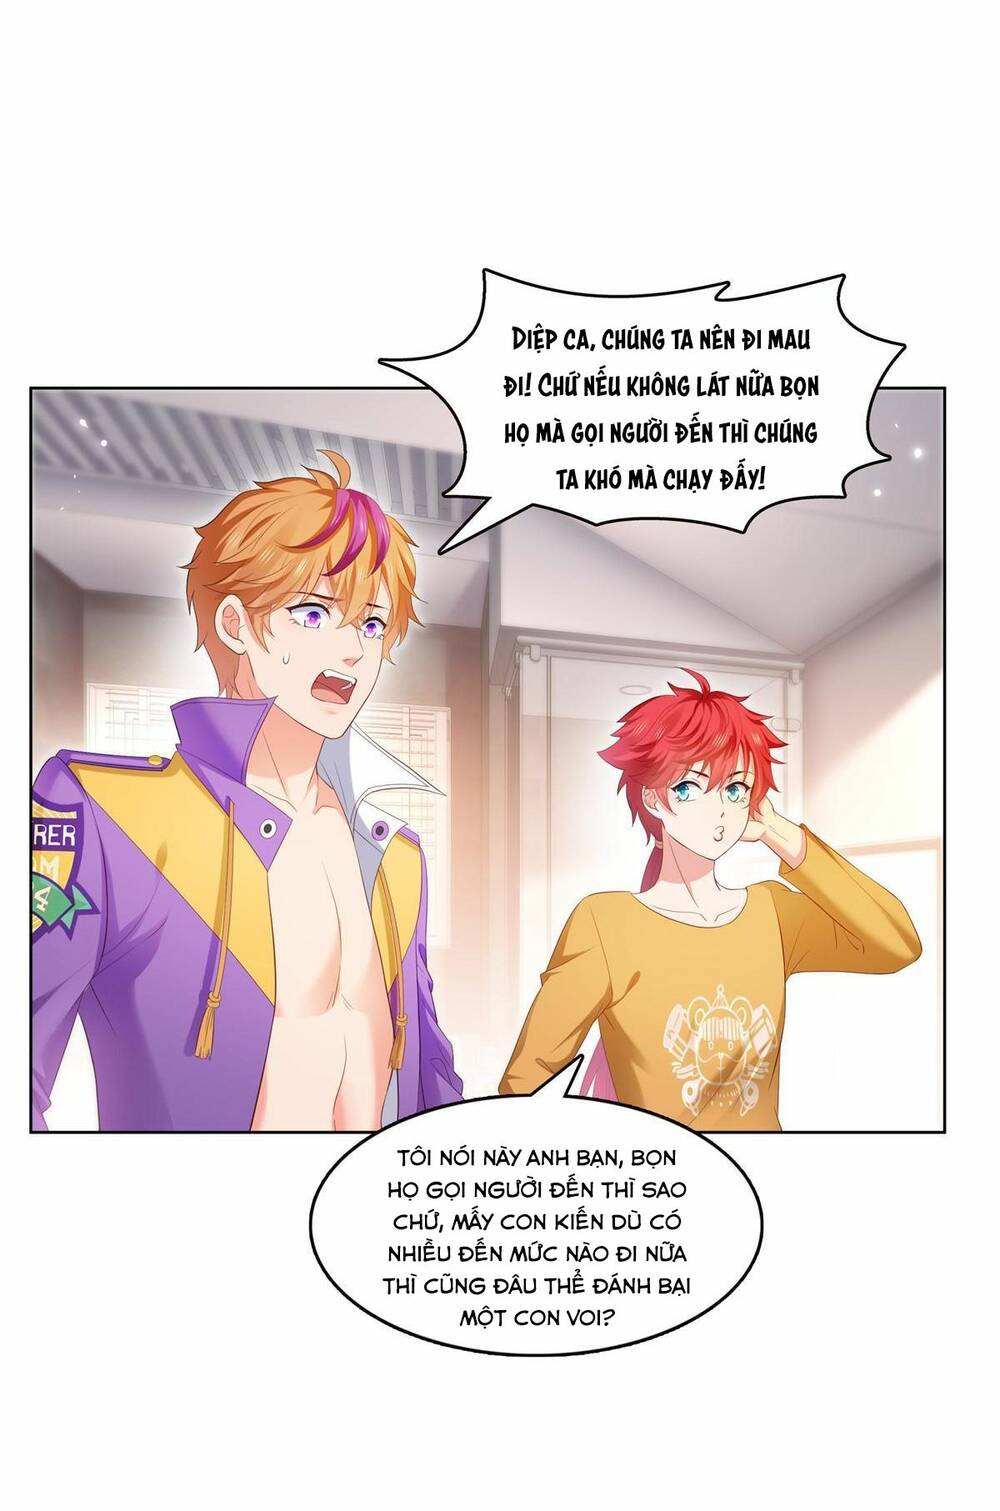 DIỆP CA, CHÚNG TA NÊN ĐI MAU
ĐI! CHỨ NẾU KHÔNG LÁT NỮA BỌN
HỌ MÀ GỌI NGƯỜI ĐẾN THÌ CHÚNG
TA KHÓ MÀ CHẠY ĐẤY!
RER
OM
4
TÔI NÓI NÀY ANH BẠN, BỌN
HỌ GỌI NGƯỜI ĐẾN THÌ SAO
CHỨ, MẤY CON KIẾN DÙ CÓ
NHIỀU ĐẾN MỨC NÀO ĐI NỮA
THÌ CŨNG ĐÂU THỂ ĐÁNH BẠI
MỘT CON VOI?